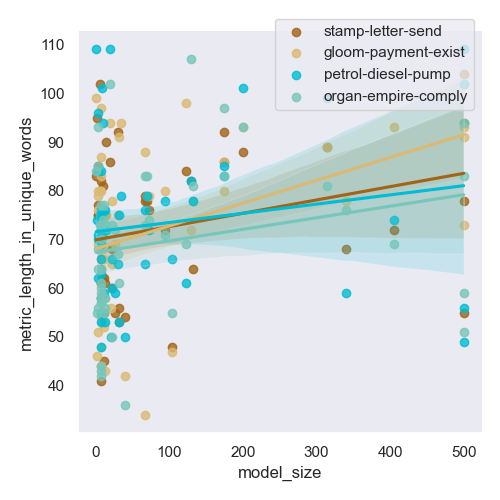 stamp-letter-send
gloom-payment-exist
petrol-diesel-pump
organ-empire-comply
metric_length_in_unique_words
110
100
90
80
70
60
50
40
0
100
200
300
400
500
model_size